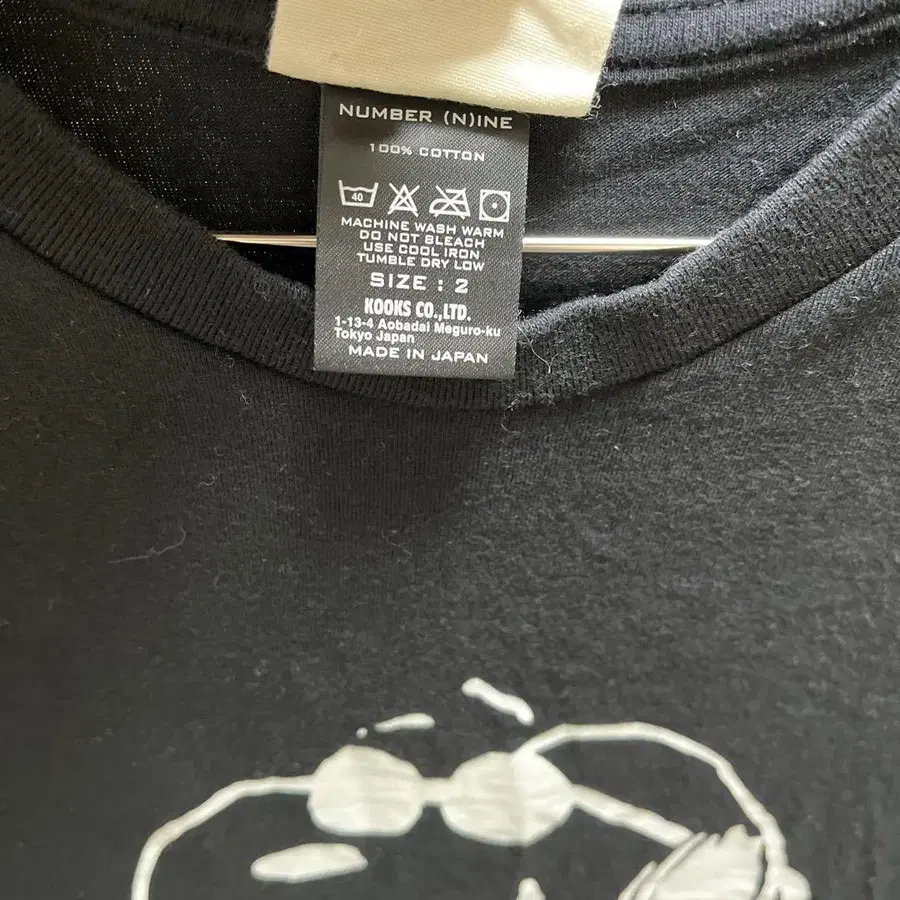 NUMBER (N)INE
100% COTTON
40
MACHINE WASH WARM
DO NOT BLEACH
USE COOL IRON
TUMBLE DRY LOW
SIZE : 2
KOOKS CO.,LTD.
1-13-4 Aobadai Meguro-ku
Tokyo Japan
MADE IN JAPAN